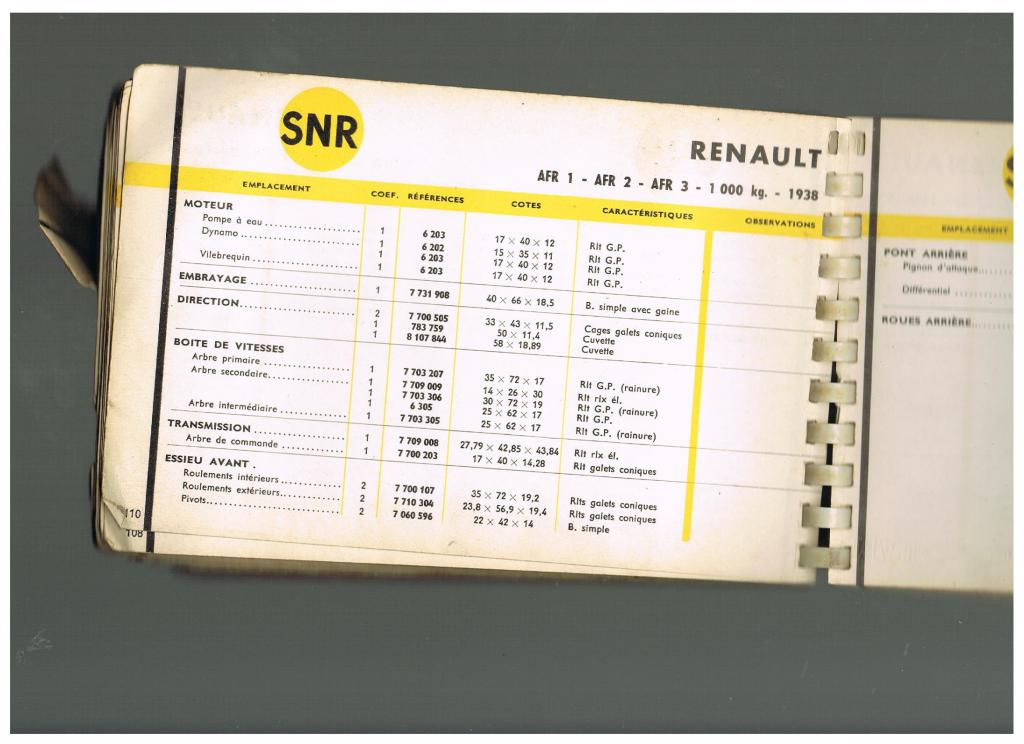 SNR
RENAULT
AFR 1 - AFR 2 - AFR 3 - 1 000 kg. - 1938
EMPLACEMENT COEF. RÉFÉRENCES COTES CARACTÉRISTIQUES OBSERVATIONS
MOTEUR
Pompe à eau .................... 1 6 203 17 × 40 × 12 Rlt G.P.
Dynamo .................... 1 6 202 15 × 35 × 11 Rlt G.P.
1 6 203 17 × 40 × 12 Rlt G.P.
Vilebrequin .................... 1 6 203 17 × 40 × 12 Rlt G.P.
EMBRAYAGE .................... 1 7 731 908 40 × 66 × 18,5 B. simple avec gaine
DIRECTION.................... 2 7 700 505 33 × 43 × 11,5 Cages galets coniques
1 783 759 50 × 11,4 Cuvette
1 8 107 844 58 × 18,89 Cuvette
BOITE DE VITESSES
Arbre primaire .................... 1 7 703 207 35 × 72 × 17 Rlt G.P. (rainure)
Arbre secondaire.................... 1 7 709 009 14 × 26 × 30 Rlt rlx él.
1 7 703 306 30 × 72 × 19 Rlt G.P. (rainure)
1 6 305 25 × 62 × 17 Rlt G.P.
Arbre intermédiaire .................... 1 7 703 305 25 × 62 × 17 Rlt G.P. (rainure)
TRANSMISSION .................... 1 7 709 008 27,79 × 42,85 × 43,84 Rlt rlx él.
Arbre de commande .................... 1 7 700 203 17 × 40 × 14,28 Rlt galets coniques
ESSIEU AVANT .
Roulements intérieurs .................... 2 7 700 107 35 × 72 × 19,2 Rlts galets coniques
Roulements extérieurs.................... 2 7 710 304 23,8 × 56,9 × 19,4 Rlts galets coniques
Pivots.................... 2 7 060 596 22 × 42 × 14 B. simple
110
108
EMPLACEMENT
PONT ARRIÈRE
Pignon d'attaque......
Différentiel ..........
ROUES ARRIÈRE..........